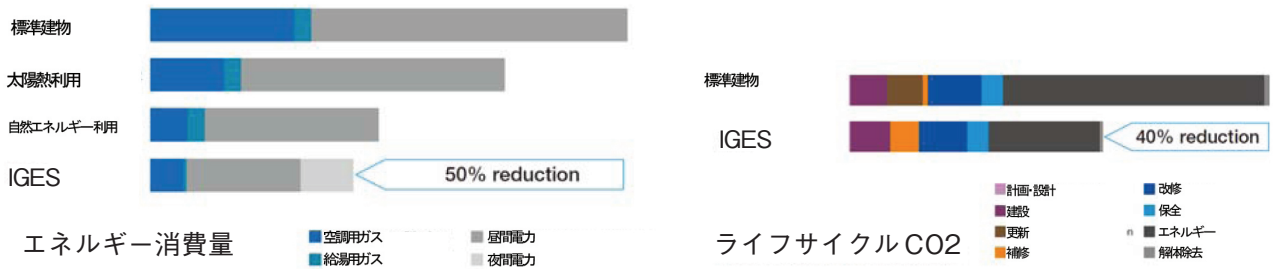 標準建物
太陽熱利用
自然エネルギー利用
IGES
50% reduction
エネルギー消費量
空調用ガス
昼間電力
給湯用ガス
夜間電力
標準建物
IGES
40% reduction
計画・設計
改修
建設
保全
更新
n エネルギー
補修
解体除去
ライフサイクルCO2